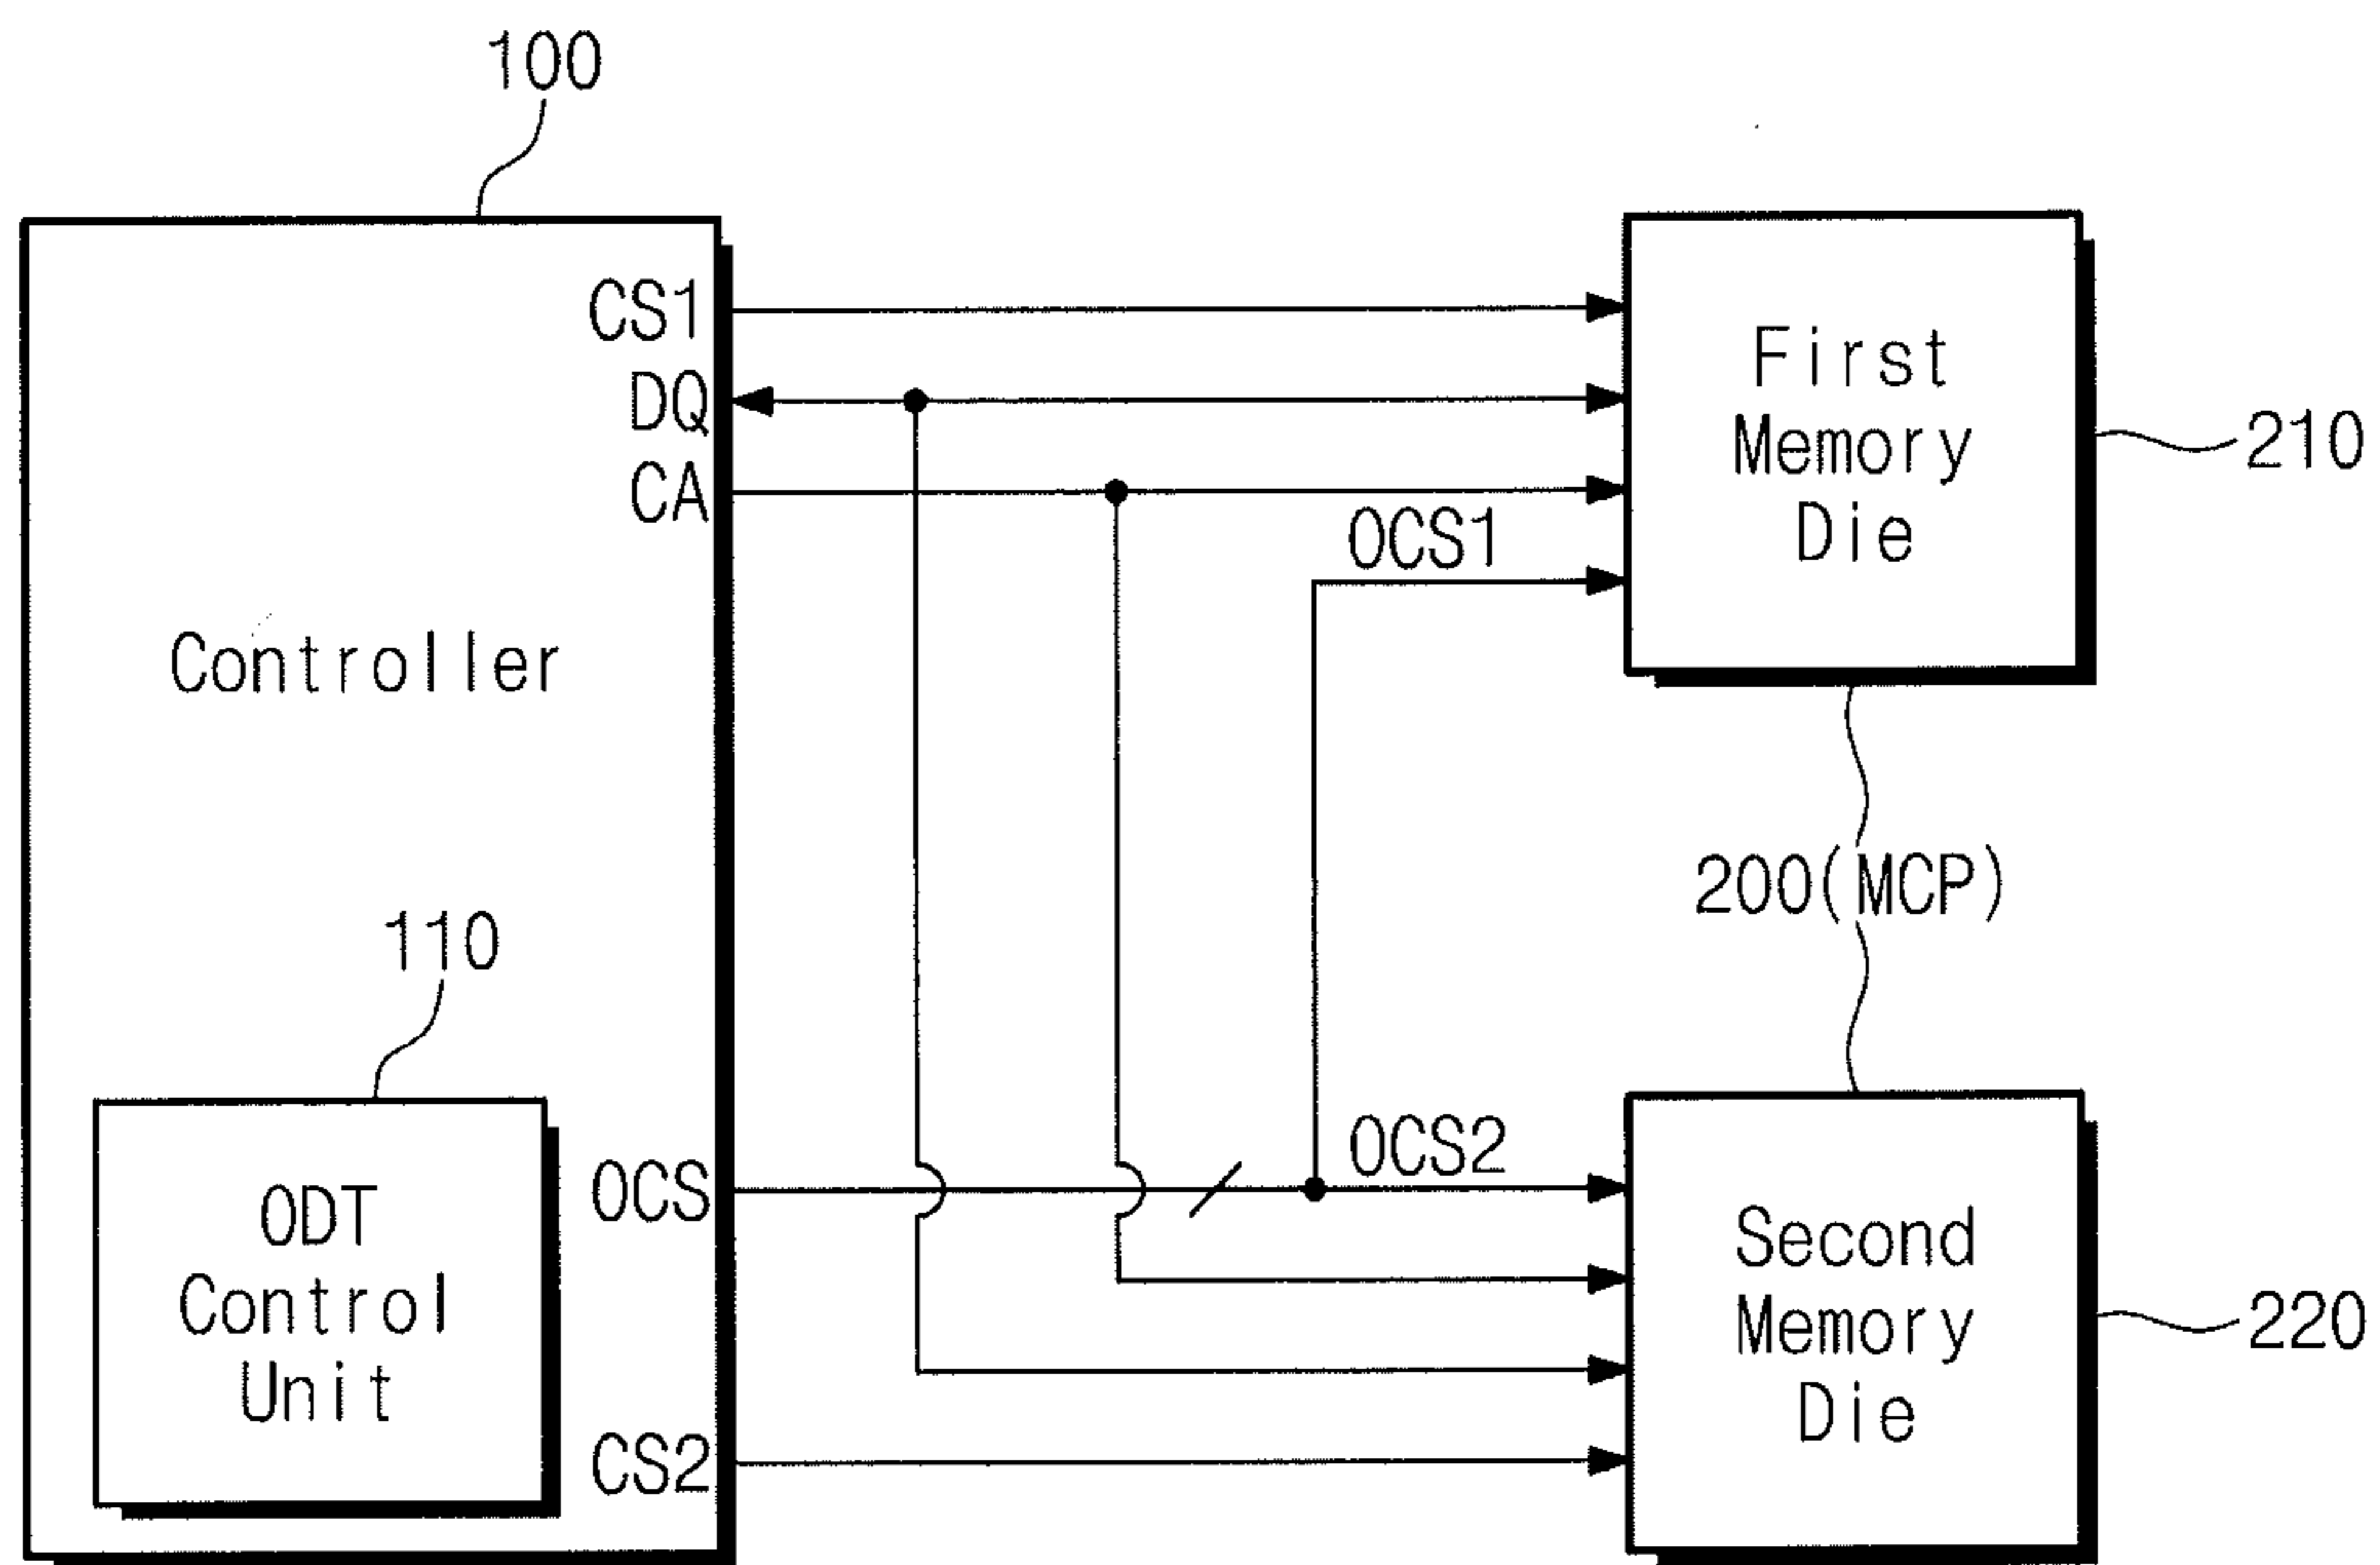 100
CS1
DQ
CA
OCS1
First
Memory
Die
210
Controller
200(MCP)
110
ODT
Control
Unit
OCS
OCS2
CS2
Second
Memory
Die
220